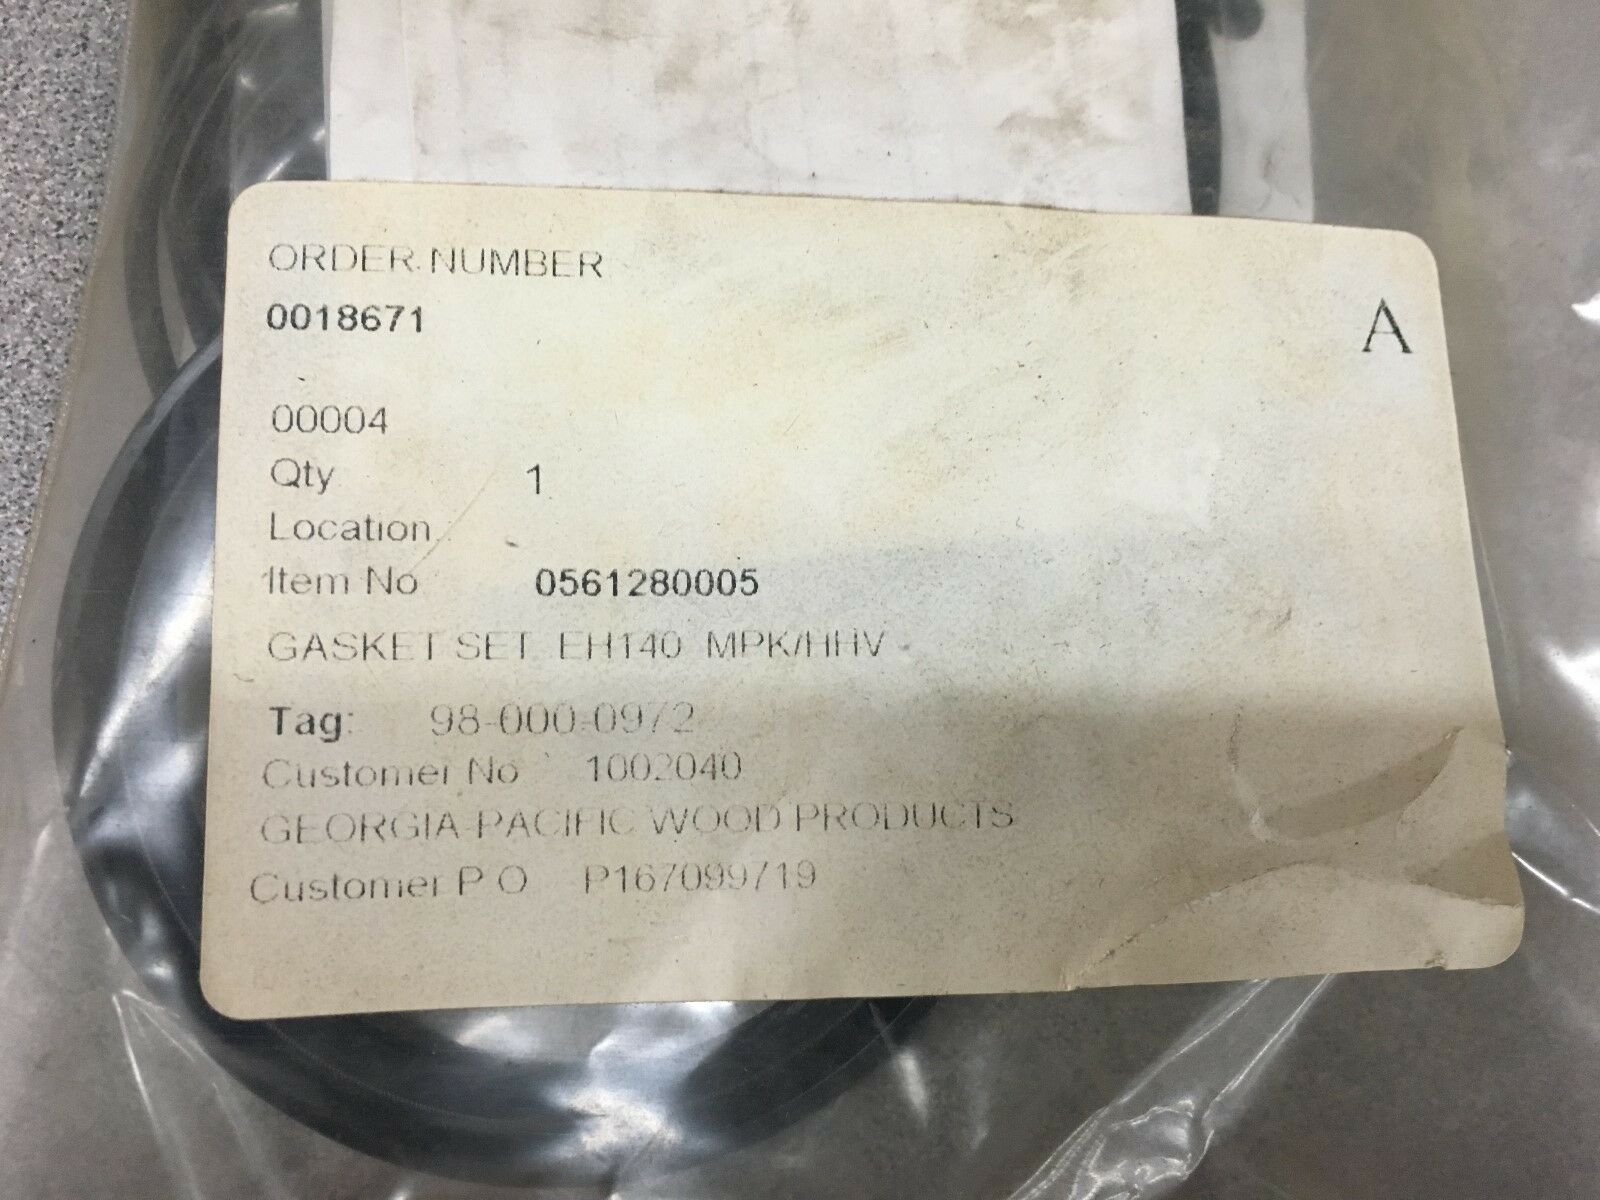 ORDER NUMBER
0018671
A
00004
Qty 1
Location
Item No 0561280005
GASKET SET EH140 MPK/HHV
Tag: 98-000-0972
Customer No 1002040
GEORGIA-PACIFIC WOOD PRODUCTS
Customer P O P167099719